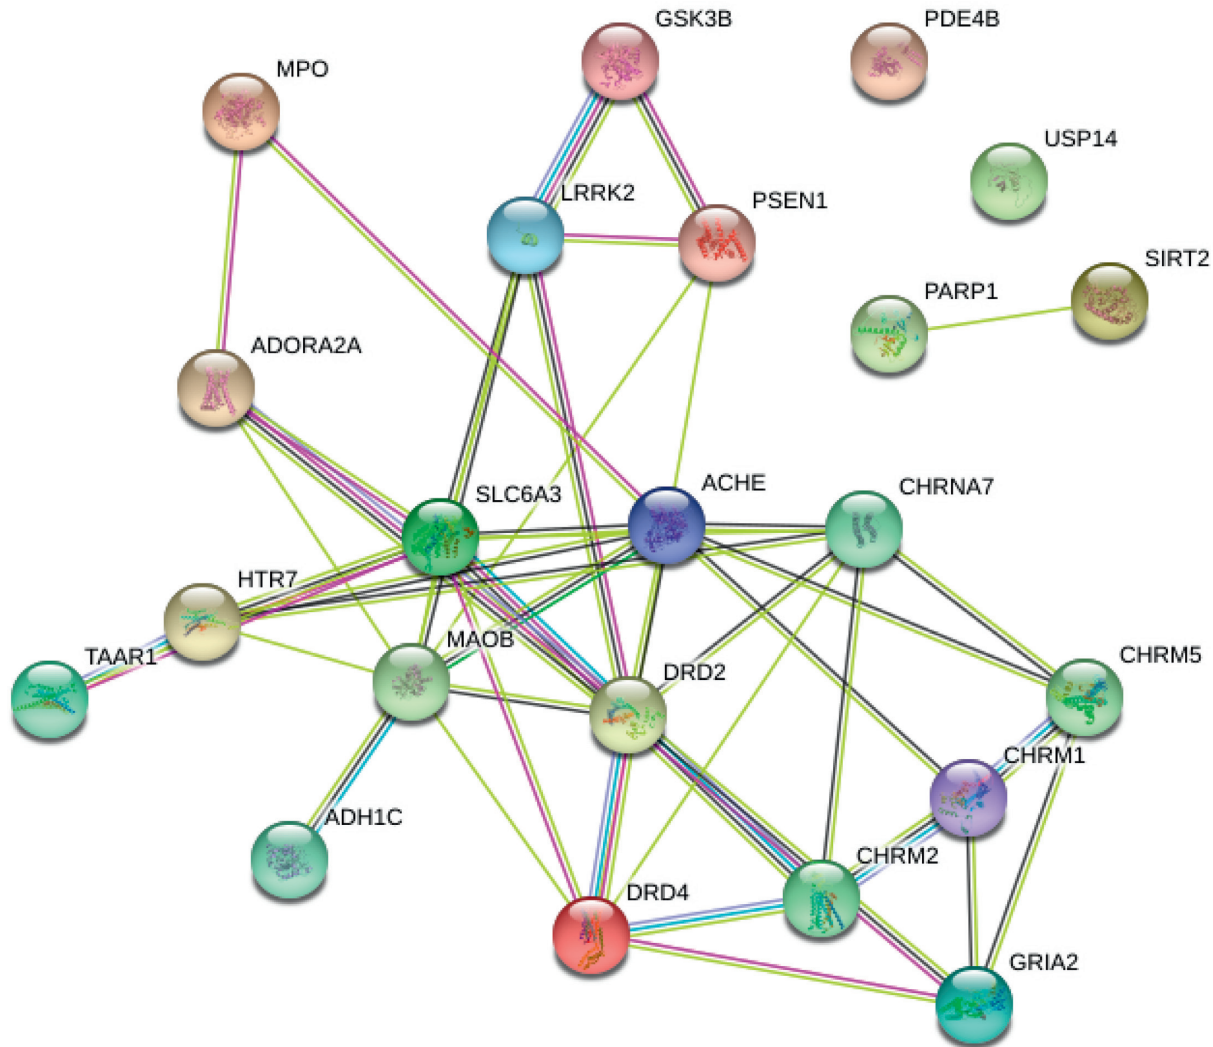 GSK3B
PDE4B
MPO
USP14
LRRK2
PSEN1
SIRT2
PARP1
ADORA2A
SLC6A3
ACHE
CHRNA7
HTR7
MAOB
TAAR1
DRD2
CHRM5
CHRM1
ADH1C
CHRM2
DRD4
GRIA2